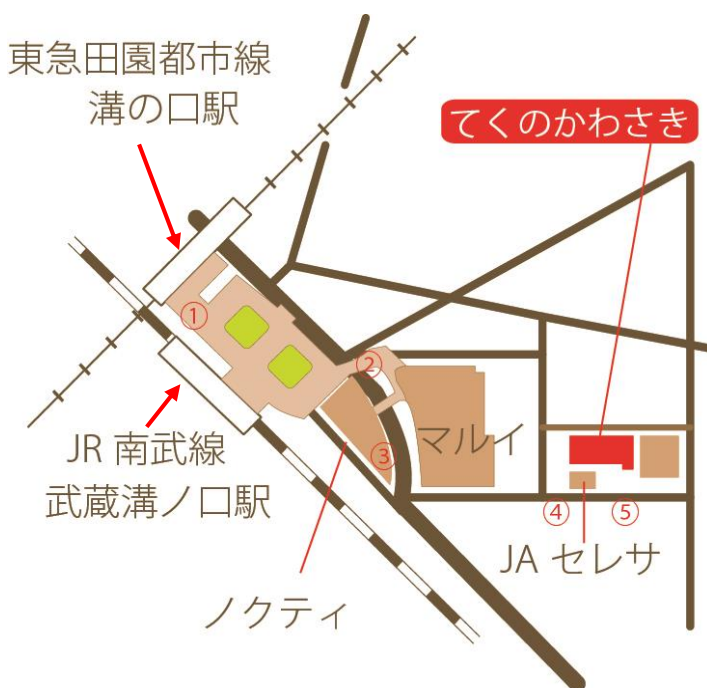 東急田園都市線
溝の口駅
てくのかわさき
①
②
マルイ
③
JR 南武線
武蔵溝ノ口駅
④
⑤
JA セレサ
ノクティ